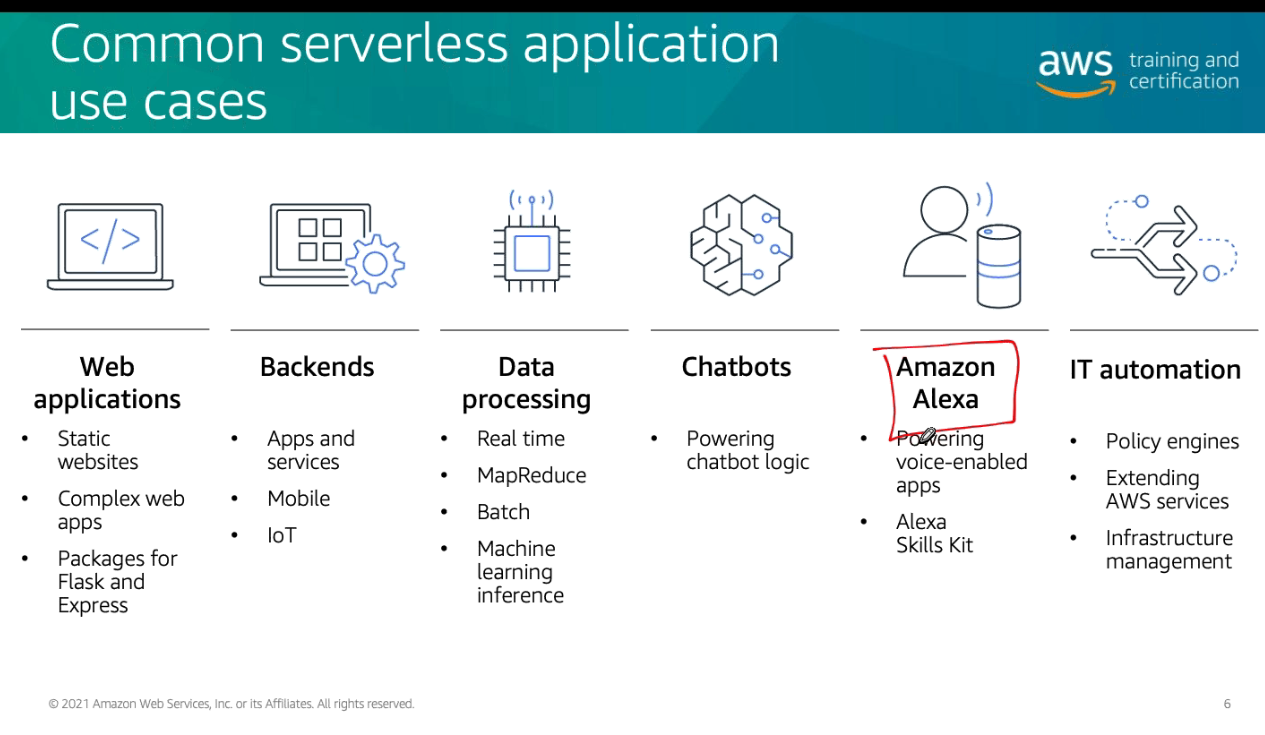 Common serverless application
use cases
aws training and
certification
</>
Web
applications
• Static
websites
• Complex web
apps
• Packages for
Flask and
Express
Backends
• Apps and
services
• Mobile
• IoT
Data
processing
• Real time
• MapReduce
• Batch
• Machine
learning
inference
Chatbots
• Powering
chatbot logic
Amazon
Alexa
• Powering
voice-enabled
apps
• Alexa
Skills Kit
IT automation
• Policy engines
• Extending
AWS services
• Infrastructure
management
© 2021 Amazon Web Services, Inc. or its Affiliates. All rights reserved.
6